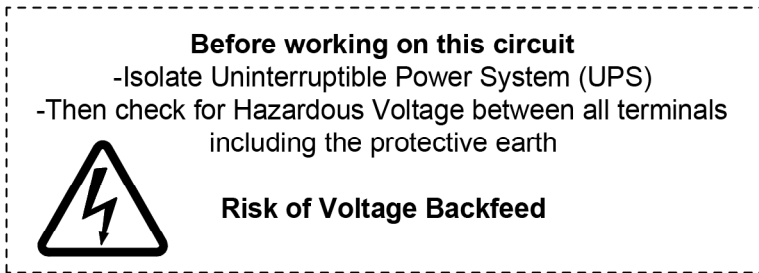 Before working on this circuit
-Isolate Uninterruptible Power System (UPS)
-Then check for Hazardous Voltage between all terminals
including the protective earth
Risk of Voltage Backfeed